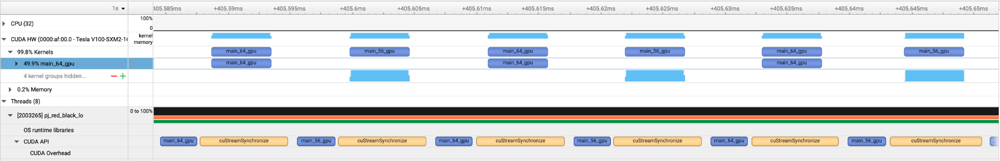 1s +405.585ms +405.59ms +405.595ms +405.6ms +405.605ms +405.61ms +405.615ms +405.62ms +405.625ms +405.63ms +405.635ms +405.64ms +405.645ms +405.65ms
CPU (32) 100%
0
CUDA HW (0000:af:00.0 - Tesla V100-SXM2-16 kernel
memory
99.8% Kernels main_64_gpu main_56_gpu main_64_gpu main_56_gpu main_64_gpu main_56_gpu
49.9% main_64_gpu main_64_gpu main_64_gpu main_64_gpu
4 kernel groups hidden...
0.2% Memory
Threads (8)
[2003265] pj_red_black_lo 0 to 100%
OS runtime libraries
CUDA API main_64_gpu cuStreamSynchronize main_56_gpu cuStreamSynchronize main_64_gpu cuStreamSynchronize main_56_gpu cuStreamSynchronize main_64_gpu cuStreamSynchronize main_56_gpu cuStreamSynchronize ...
CUDA Overhead